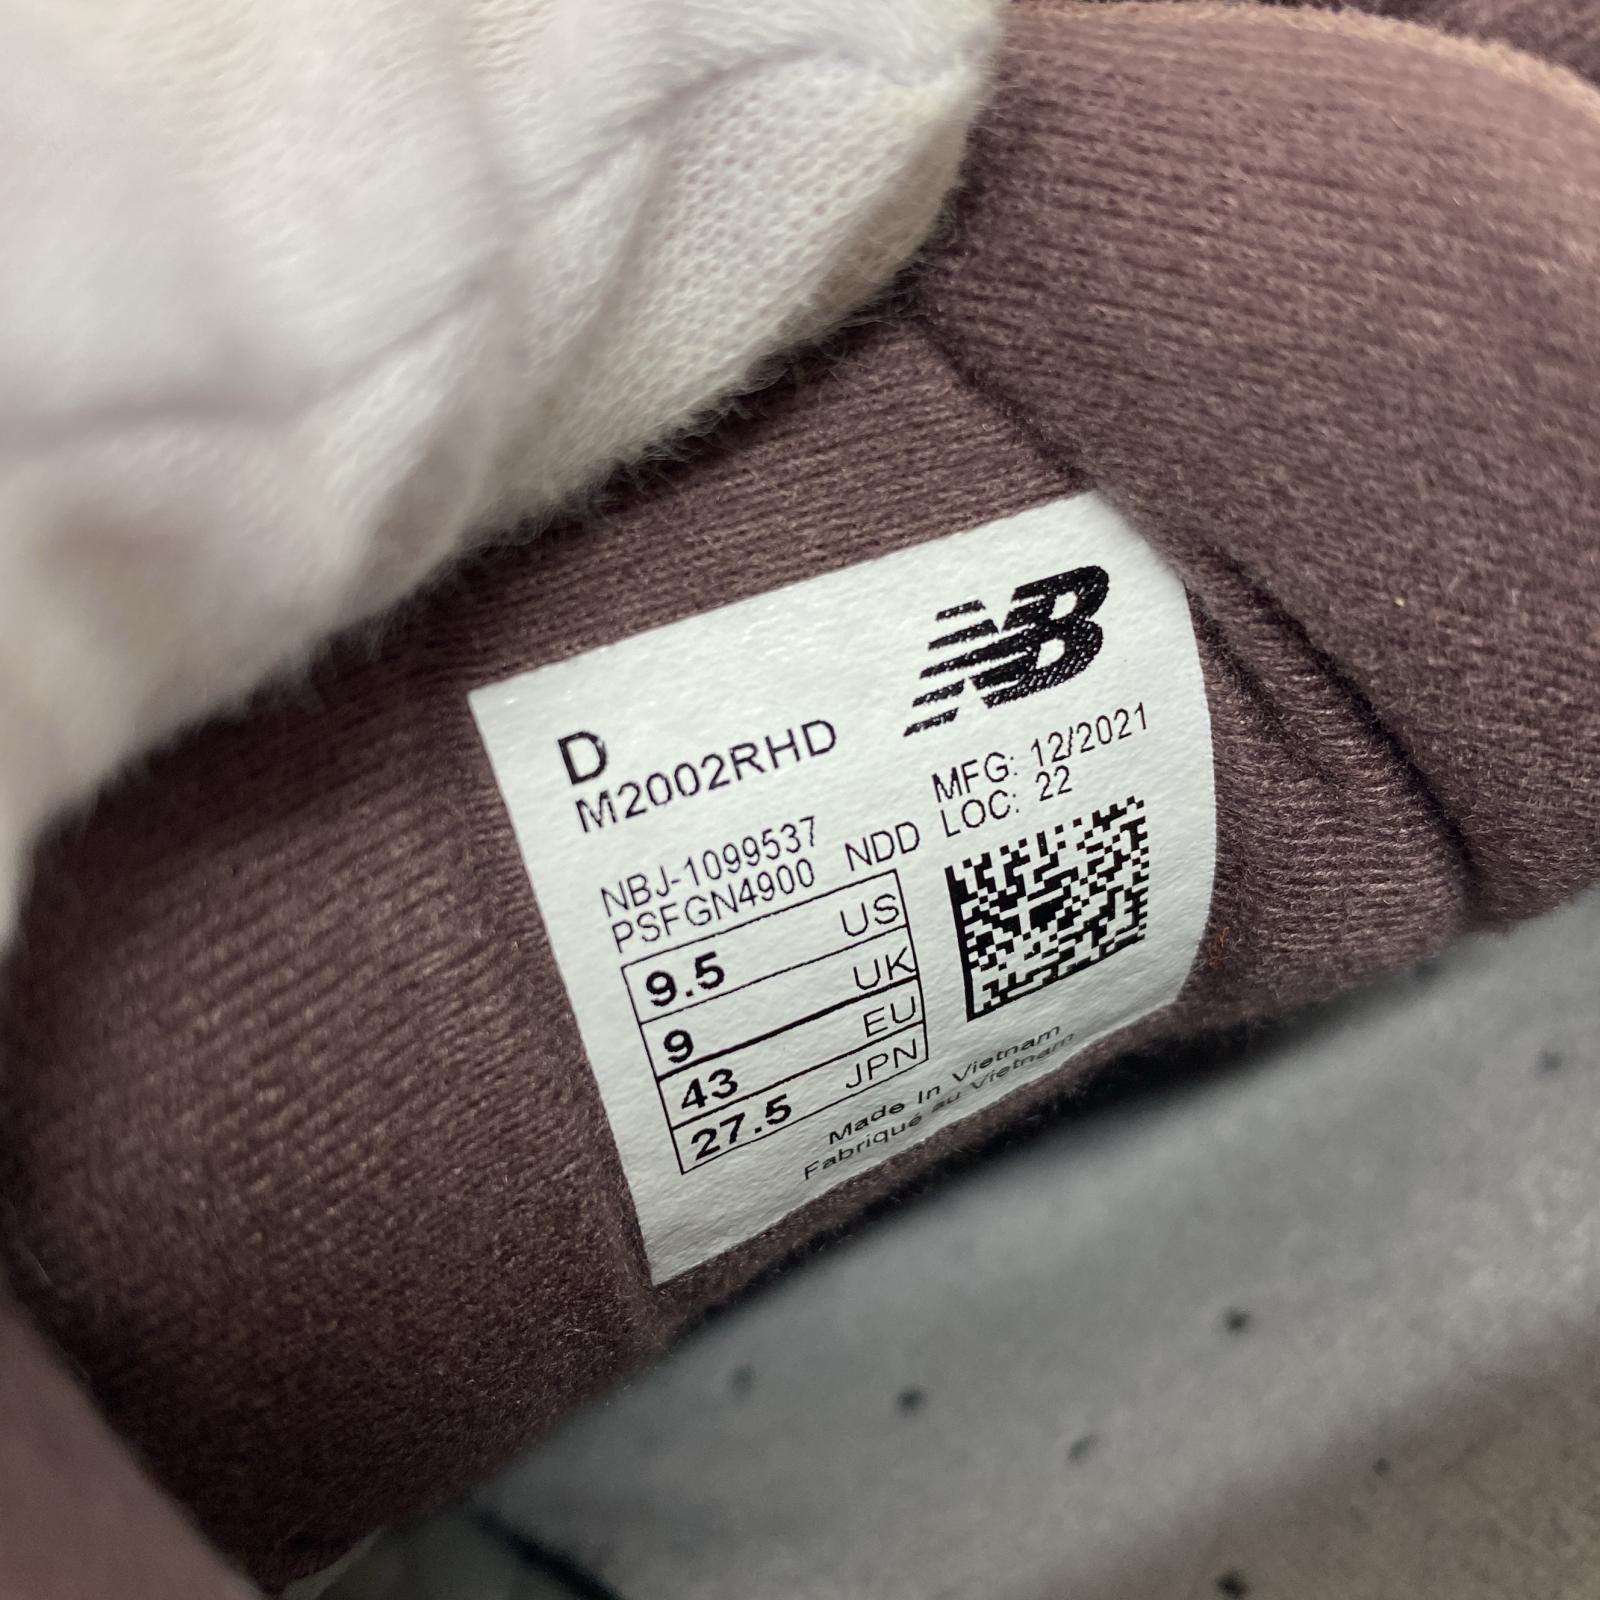 NB
D
M2002RHD
MFG: 12/2021
LOC: 22
NBJ-1099537
PSFGN4900 NDD
9.5 US
9 UK
43 EU
27.5 JPN
Made In Vietnam
Fabriqué au Vietnam